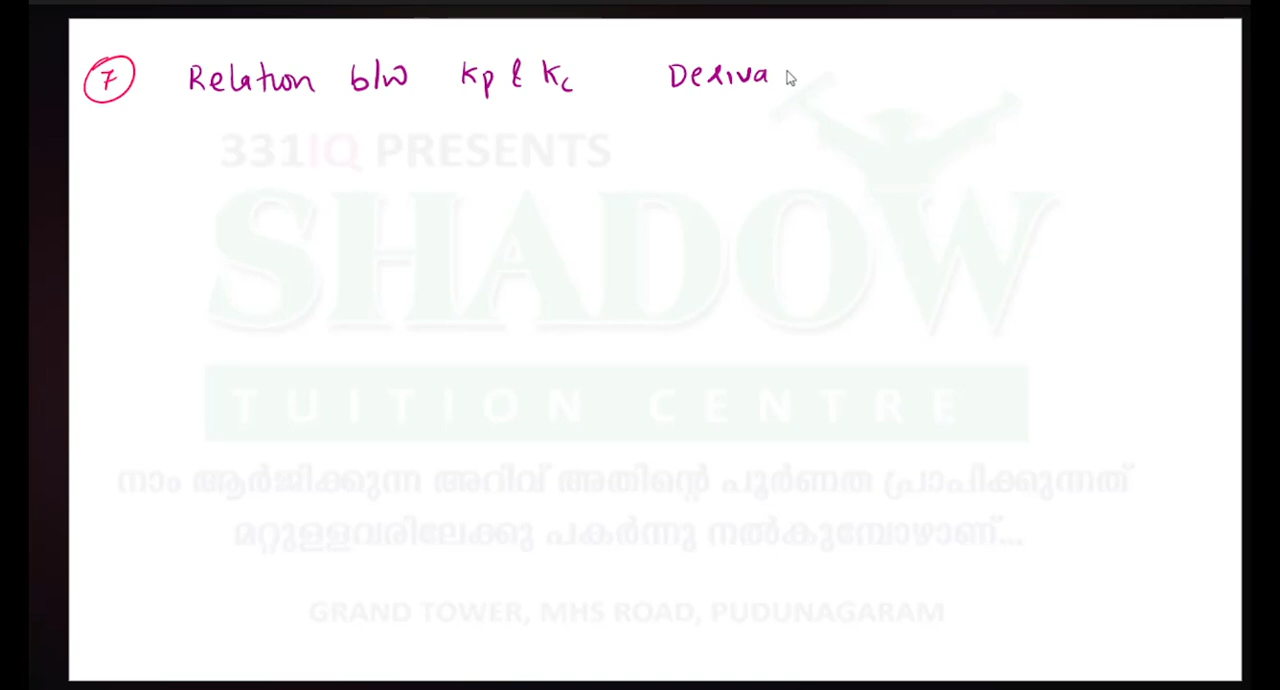 7 Relation b/w Kp & Kc Deriva
331IQ PRESENTS
SHADOW
TUITION CENTRE
നാം ആർജിക്കുന്ന അറിവ് അതിന്റെ പൂർണത പ്രാപിക്കുന്നത്
മറ്റുള്ളവരിലേക്കു പകർന്നു നൽകുമ്പോഴാണ്...
GRAND TOWER, MHS ROAD, PUDUNAGARAM